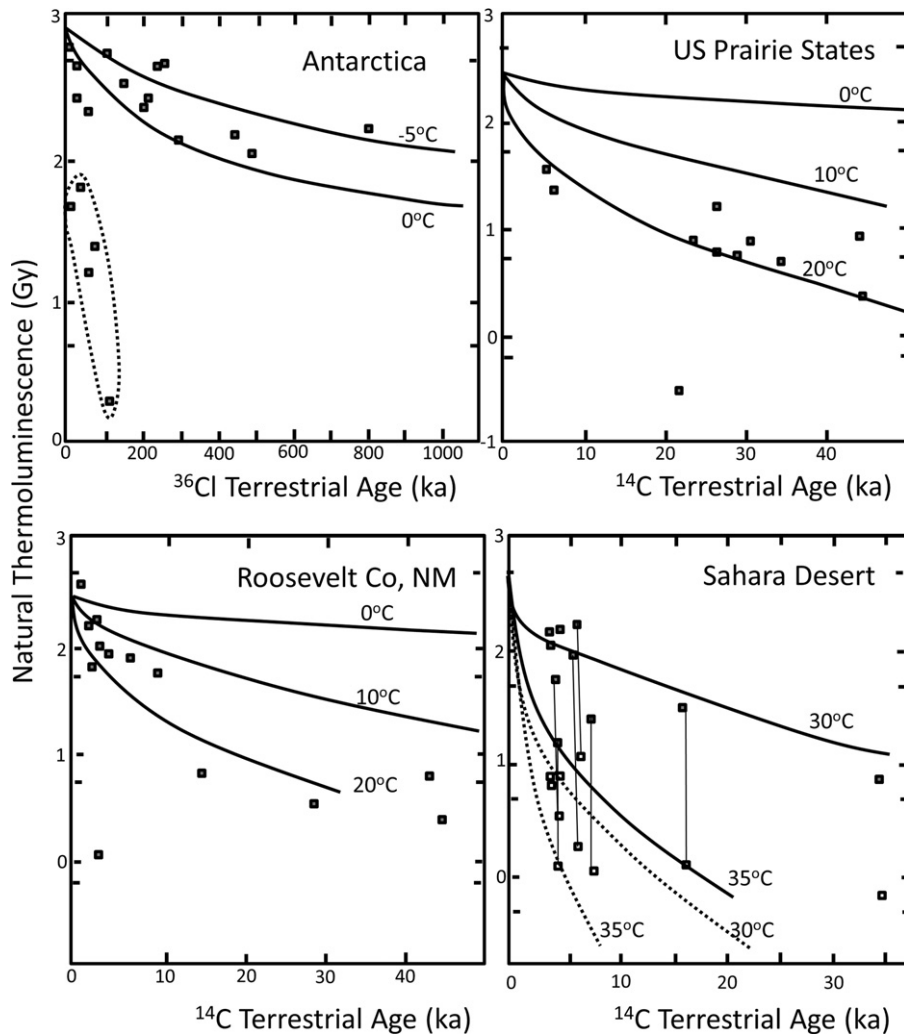 Natural Thermoluminescence (Gy)
3
2
1
0
Antarctica
-5°C
0°C
0 200 400 600 800 1000
³⁶Cl Terrestrial Age (ka)
3
2
1
0
-1
US Prairie States
0°C
10°C
20°C
0 10 20 30 40
¹⁴C Terrestrial Age (ka)
3
2
1
0
Roosevelt Co, NM
0°C
10°C
20°C
0 10 20 30 40
¹⁴C Terrestrial Age (ka)
3
2
1
0
Sahara Desert
30°C
35°C
35°C
30°C
0 10 20 30
¹⁴C Terrestrial Age (ka)